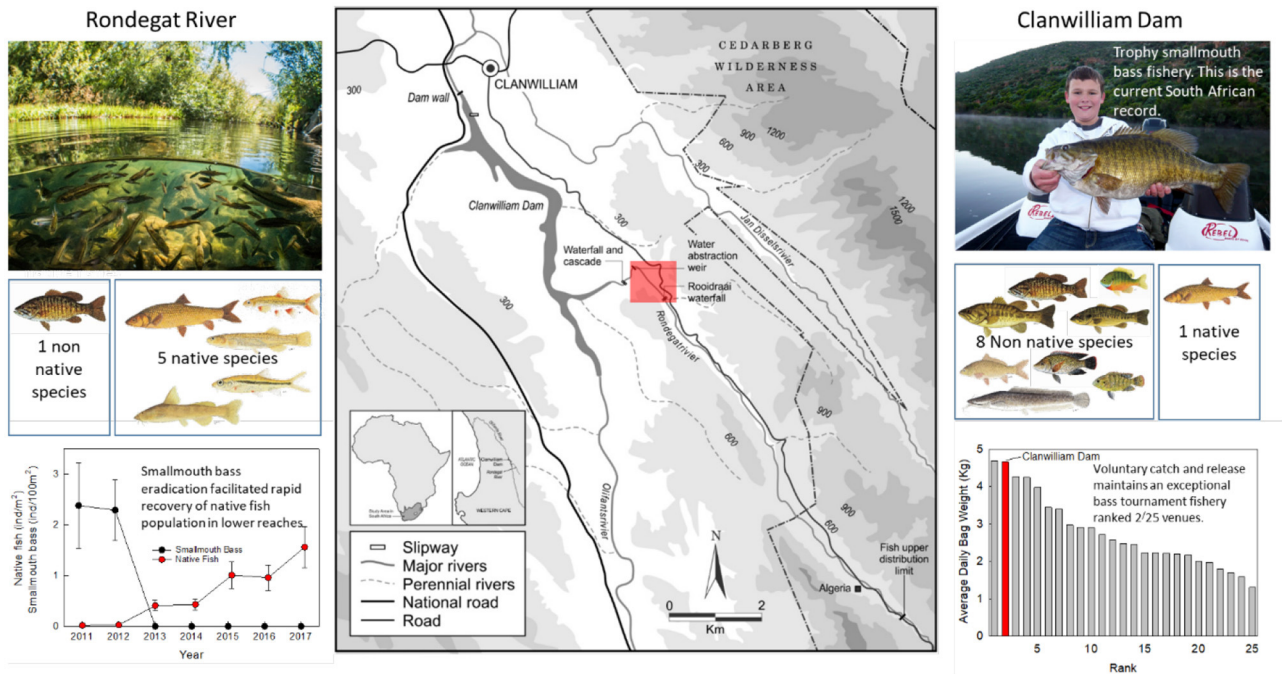 Rondegat River
1 non
native
species
5 native species
Native fish (ind/m²)
Smallmouth bass (ind/100m²)
3
2
1
0
Smallmouth bass
eradication facilitated rapid
recovery of native fish
population in lower reaches.
Smallmouth Bass
Native Fish
2011 2012 2013 2014 2015 2016 2017
Year
CEDARBERG
WILDERNESS
AREA
CLANWILLIAM
300
Dam wall
900
1200
600
300
Clanwilliam Dam
300
1200
1500
Jan Disselsrivier
Waterfall and
cascade
Water
abstraction
weir
Rooidraai
waterfall
300
Rondegatrivier
900
600
Olifantsrivier
900
600
WESTERN CAPE
Slipway
Major rivers
Perennial rivers
National road
Road
N
0 2
Km
Algeria
Fish upper
distribution
limit
Clanwilliam Dam
Trophy smallmouth
bass fishery. This is the
current South African
record.
REBEL
REBEL
8 Non native species
1 native
species
Average Daily Bag Weight (Kg)
5
4
3
2
1
0
Clanwilliam Dam
Voluntary catch and release
maintains an exceptional
bass tournament fishery
ranked 2/25 venues.
5 10 15 20 25
Rank